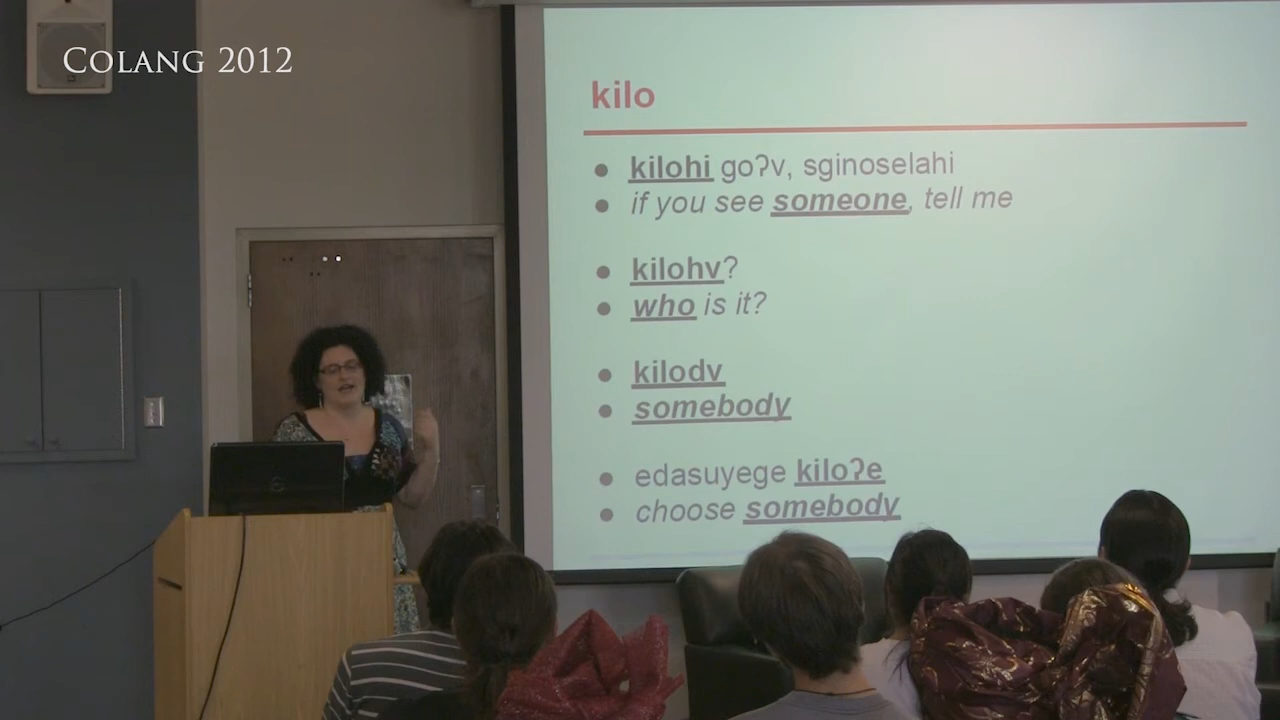 COLANG 2012
kilo
kilohi goʔv, sginoselahi
if you see someone, tell me
kilohv?
who is it?
kilodv
somebody
edasuyege kiloʔe
choose somebody